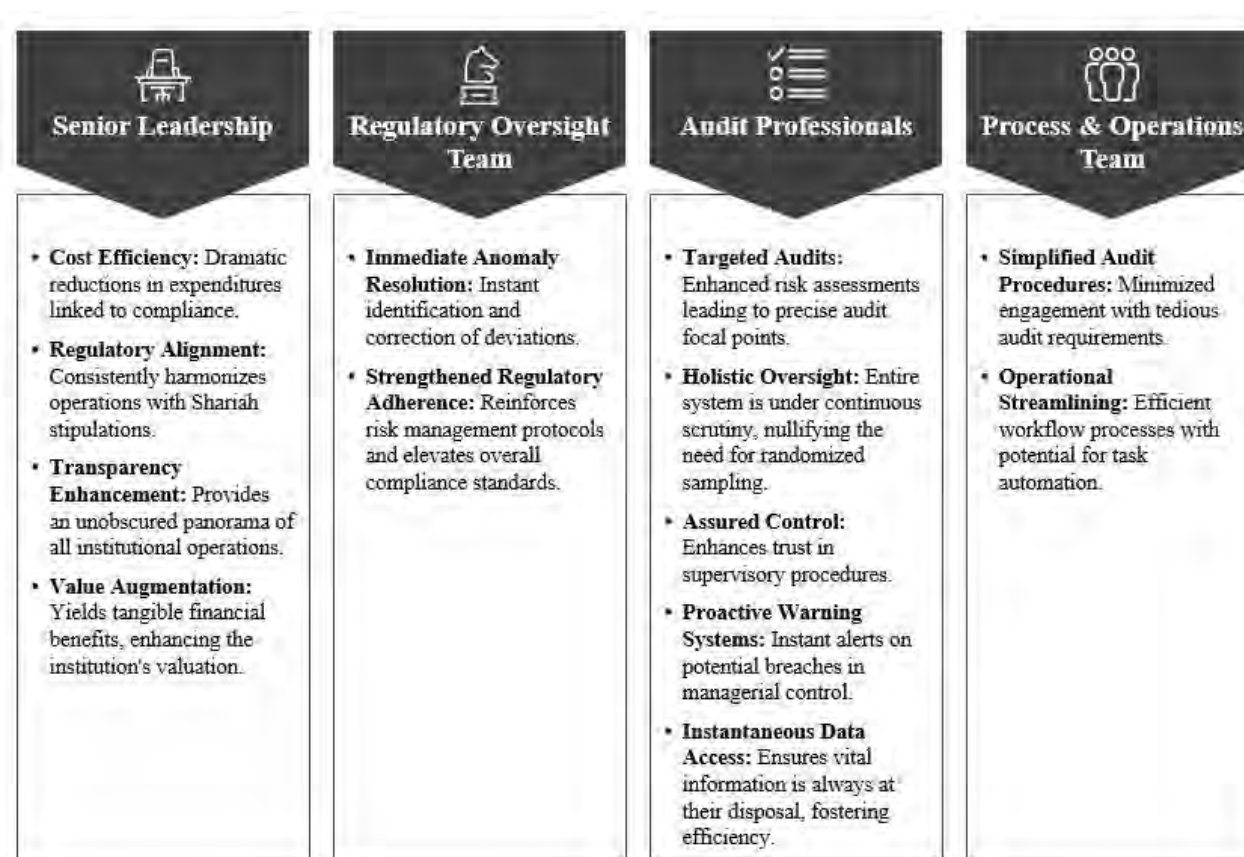 Senior Leadership
• Cost Efficiency: Dramatic
reductions in expenditures
linked to compliance.
• Regulatory Alignment:
Consistently harmonizes
operations with Shariah
stipulations.
• Transparency
Enhancement: Provides
an unobscured panorama of
all institutional operations.
• Value Augmentation:
Yields tangible financial
benefits, enhancing the
institution's valuation.
Regulatory Oversight
Team
• Immediate Anomaly
Resolution: Instant
identification and
correction of deviations.
• Strengthened Regulatory
Adherence: Reinforces
risk management protocols
and elevates overall
compliance standards.
Audit Professionals
• Targeted Audits:
Enhanced risk assessments
leading to precise audit
focal points.
• Holistic Oversight: Entire
system is under continuous
scrutiny, nullifying the
need for randomized
sampling.
• Assured Control:
Enhances trust in
supervisory procedures.
• Proactive Warning
Systems: Instant alerts on
potential breaches in
managerial control.
• Instantaneous Data
Access: Ensures vital
information is always at
their disposal, fostering
efficiency.
Process & Operations
Team
• Simplified Audit
Procedures: Minimized
engagement with tedious
audit requirements.
• Operational
Streamlining: Efficient
workflow processes with
potential for task
automation.